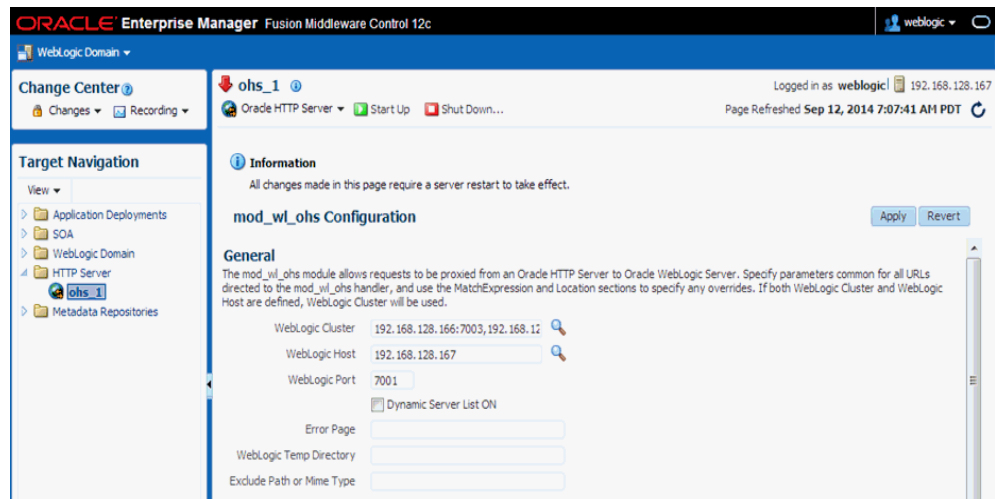 ORACLE Enterprise Manager Fusion Middleware Control 12c
weblogic
WebLogic Domain
Change Center
Changes Recording
ohs_1
Logged in as weblogic 192.168.128.167
Oracle HTTP Server Start Up Shut Down...
Page Refreshed Sep 12, 2014 7:07:41 AM PDT
Target Navigation
View
Application Deployments
SOA
WebLogic Domain
HTTP Server
ohs_1
Metadata Repositories
Information
All changes made in this page require a server restart to take effect.
mod_wl_ohs Configuration
Apply Revert
General
The mod_wl_ohs module allows requests to be proxied from an Oracle HTTP Server to Oracle WebLogic Server. Specify parameters common for all URLs
directed to the mod_wl_ohs handler, and use the MatchExpression and Location sections to specify any overrides. If both WebLogic Cluster and WebLogic
Host are defined, WebLogic Cluster will be used.
WebLogic Cluster 192.168.128.166:7003,192.168.12
WebLogic Host 192.168.128.167
WebLogic Port 7001
Dynamic Server List ON
Error Page
WebLogic Temp Directory
Exclude Path or Mime Type